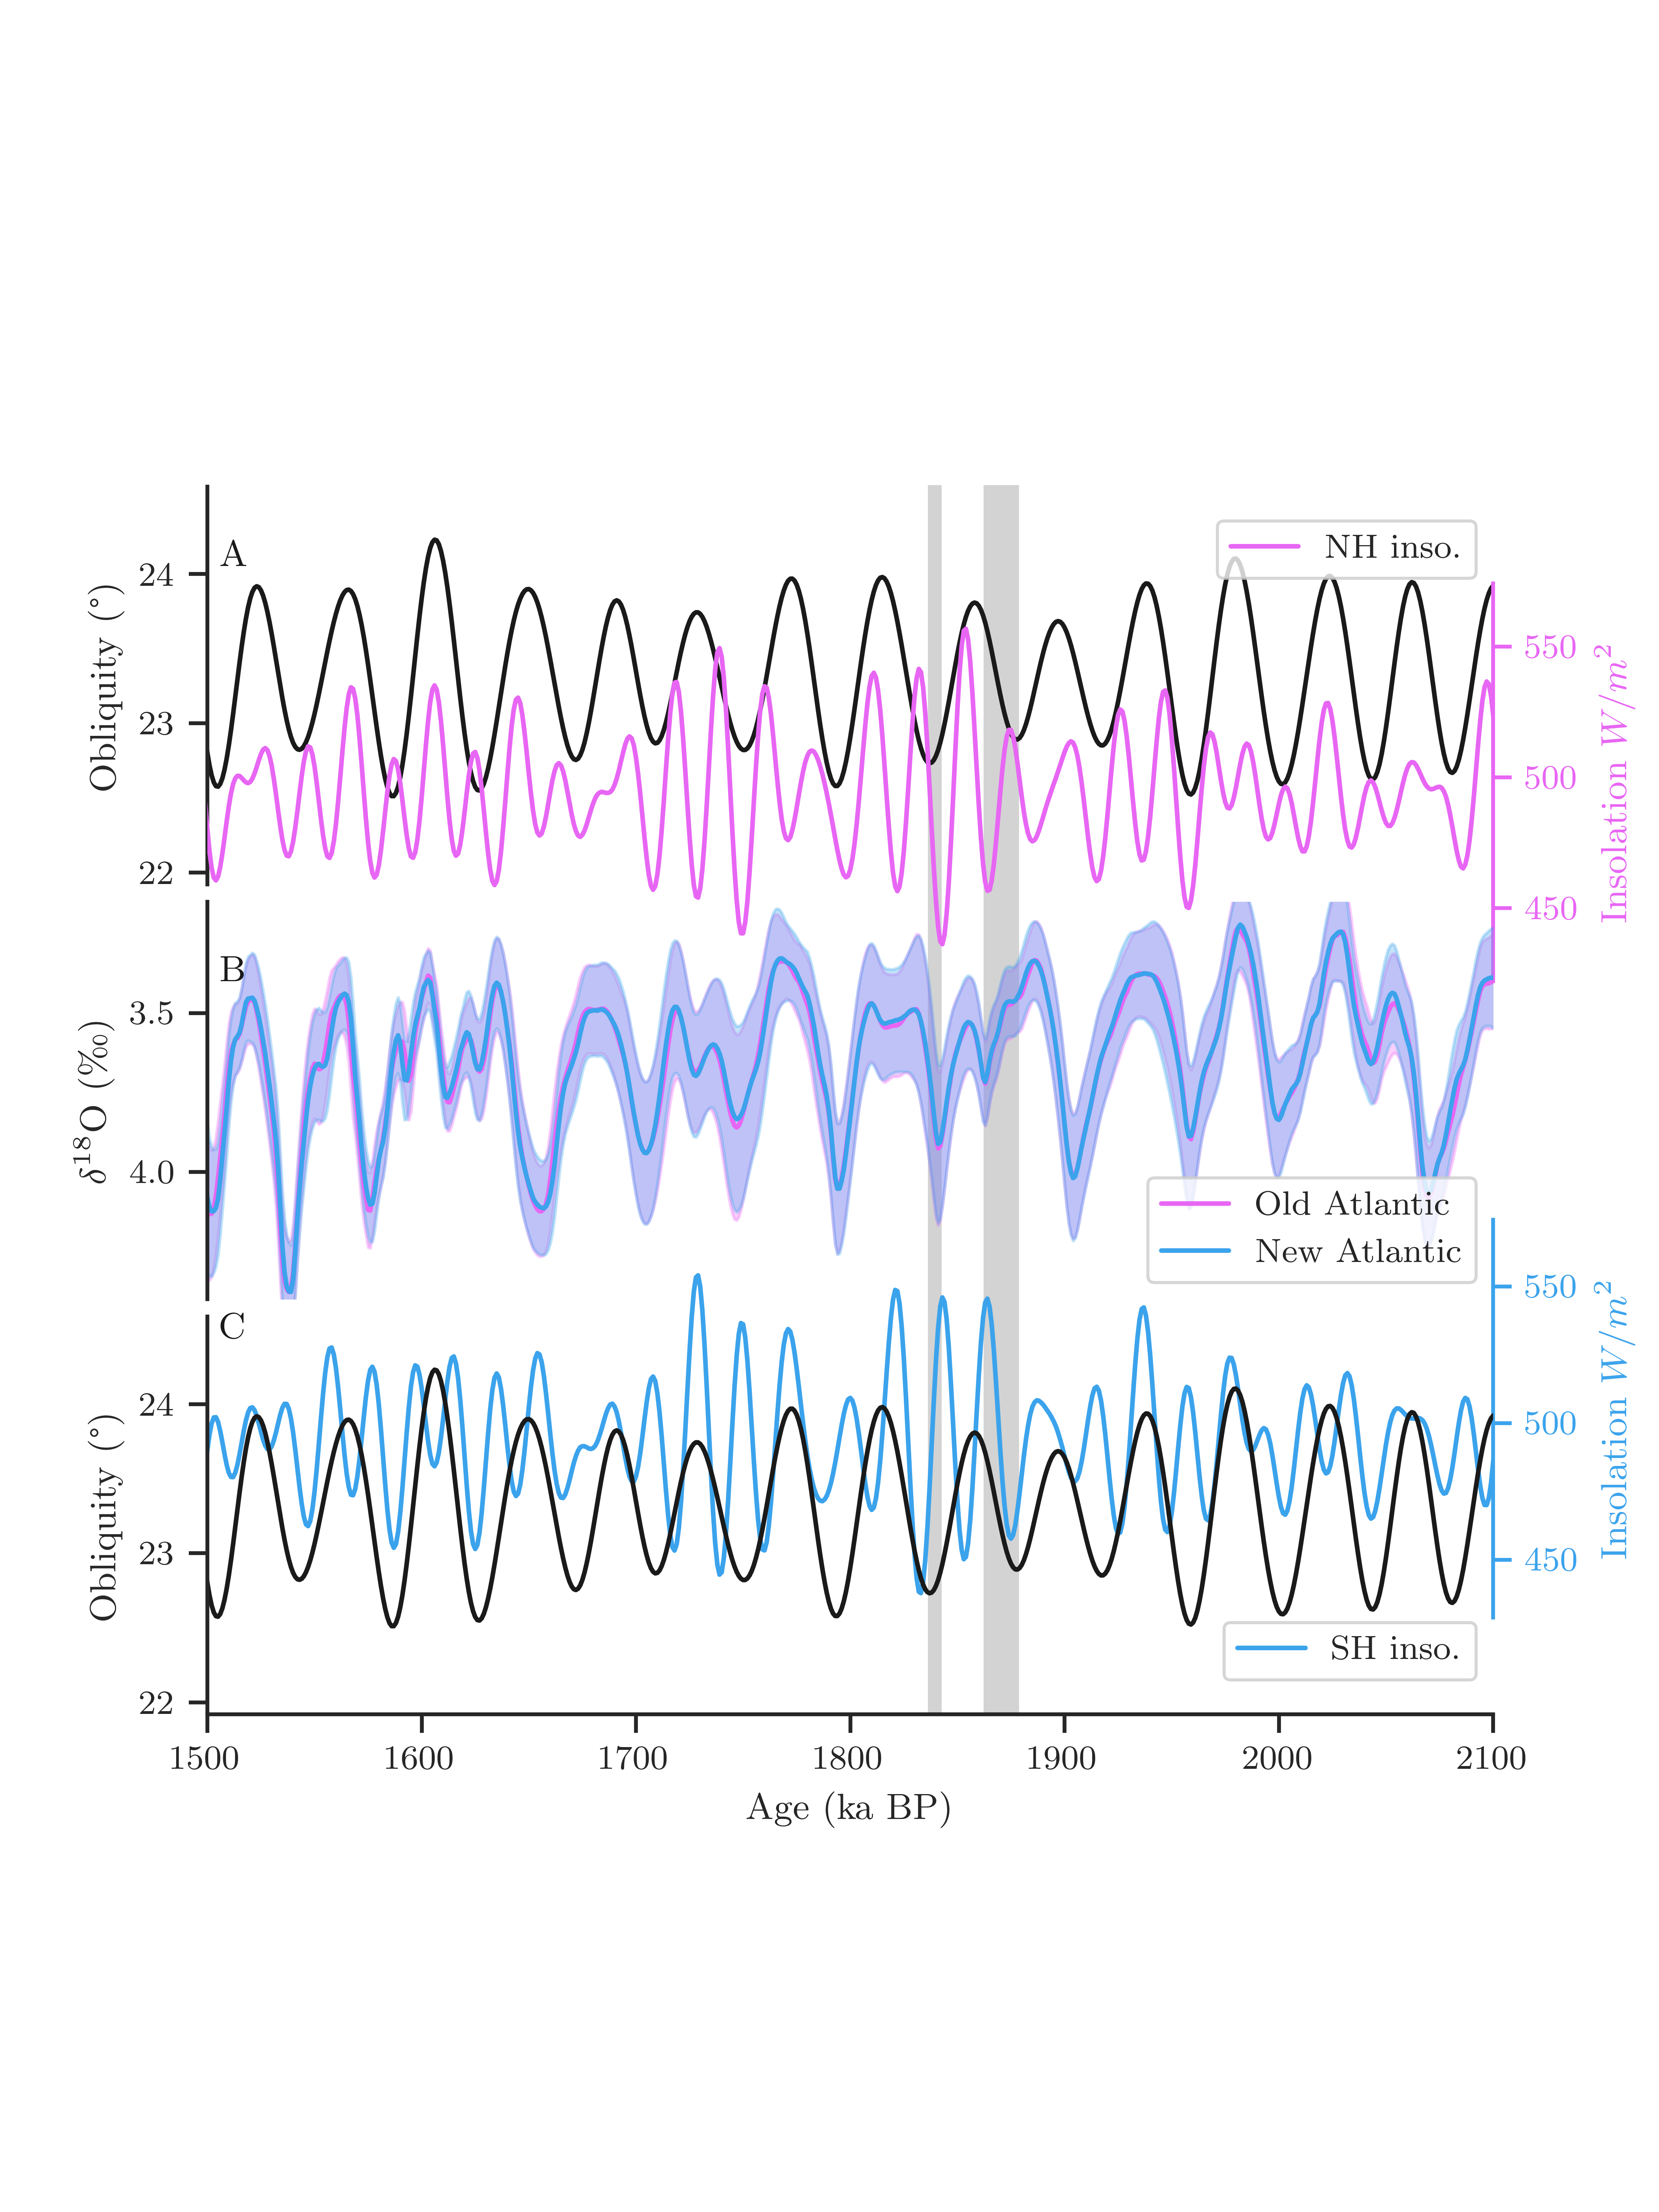 A
NH inso.
24
23
22
Obliquity (°)
550
500
450
Insolation W/m²
B
3.5
4.0
δ¹⁸O (‰)
Old Atlantic
New Atlantic
C
24
23
22
Obliquity (°)
550
500
450
Insolation W/m²
SH inso.
1500 1600 1700 1800 1900 2000 2100
Age (ka BP)